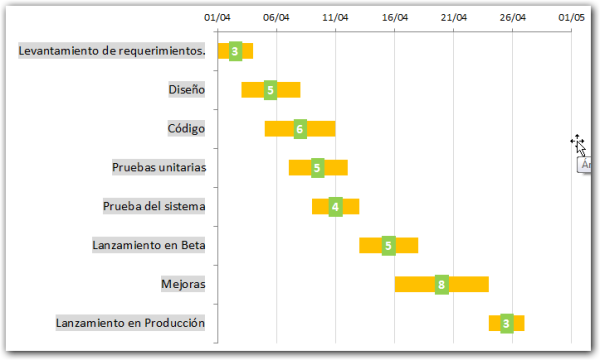 01/04 06/04 11/04 16/04 21/04 26/04 01/05
Levantamiento de requerimientos. 3
Diseño 5
Código 6
Pruebas unitarias 5
Prueba del sistema 4
Lanzamiento en Beta 5
Mejoras 8
Lanzamiento en Producción 3